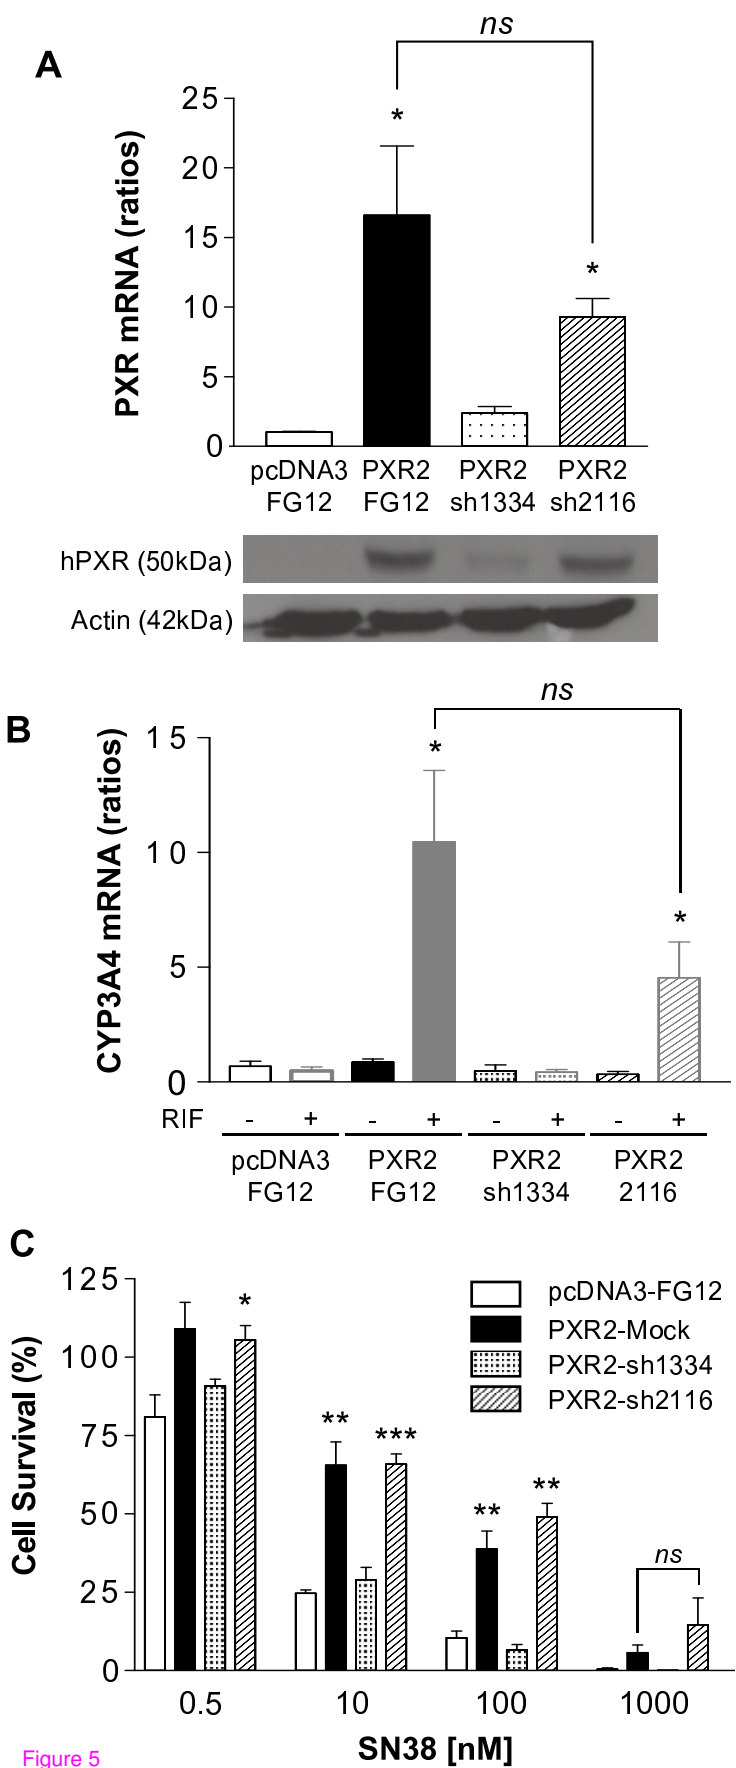 ns
A
*
*
25
20
15
10
5
0
PXR mRNA (ratios)
pcDNA3 PXR2 PXR2 PXR2
FG12 FG12 sh1334 sh2116
hPXR (50kDa)
Actin (42kDa)
ns
B
*
*
15
10
5
0
CYP3A4 mRNA (ratios)
RIF - + - + - + - +
pcDNA3 PXR2 PXR2 PXR2
FG12 FG12 sh1334 2116
C
125
100
75
50
25
0
Cell Survival (%)
pcDNA3-FG12
PXR2-Mock
PXR2-sh1334
PXR2-sh2116
*
** ***
** **
ns
0.5 10 100 1000
SN38 [nM]
Figure 5